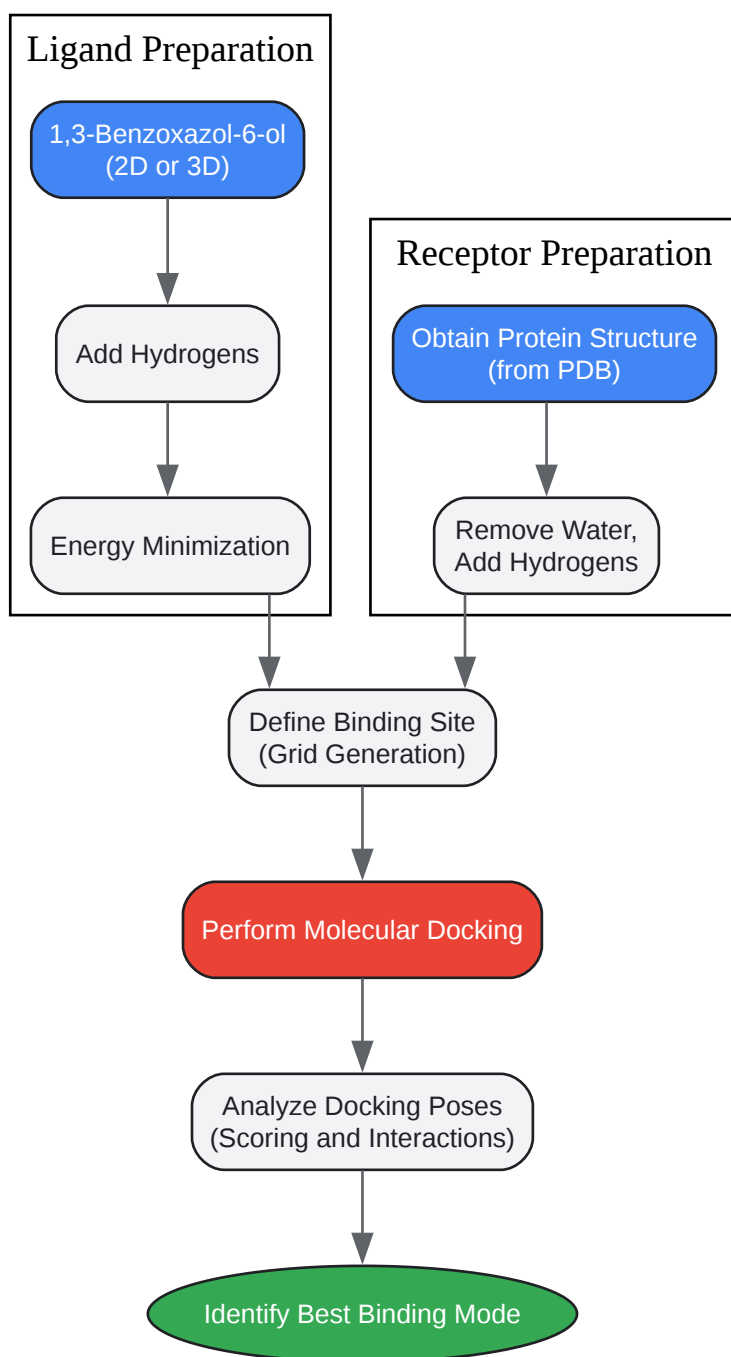 Ligand Preparation
1,3-Benzoxazol-6-ol
(2D or 3D)
Add Hydrogens
Energy Minimization
Receptor Preparation
Obtain Protein Structure
(from PDB)
Remove Water,
Add Hydrogens
Define Binding Site
(Grid Generation)
Perform Molecular Docking
Analyze Docking Poses
(Scoring and Interactions)
Identify Best Binding Mode